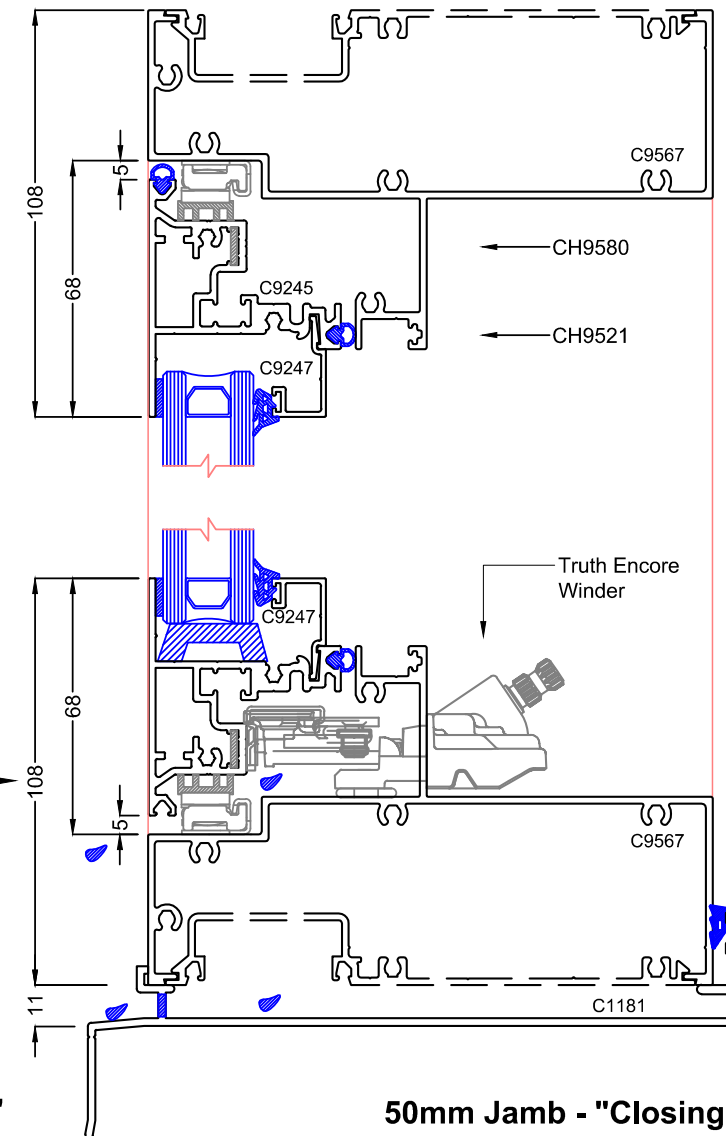 C9567
5
108
68
CH9580
C9245
CH9521
C9247
Truth Encore
Winder
C9247
68
108
5
C9567
11
C1181
50mm Jamb - "Closing